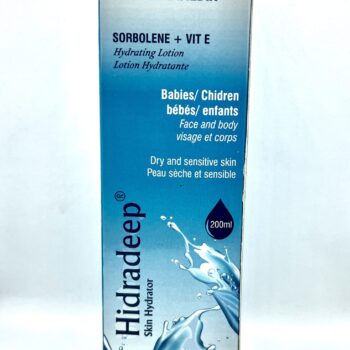 SORBOLENE + VIT E
Hydrating Lotion
Lotion Hydratante
Babies/ Chidren
bébés/ enfants
Face and body
visage et corps
Dry and sensitive skin
Peau sèche et sensible
200ml
Hidradeep®
Skin Hydrator